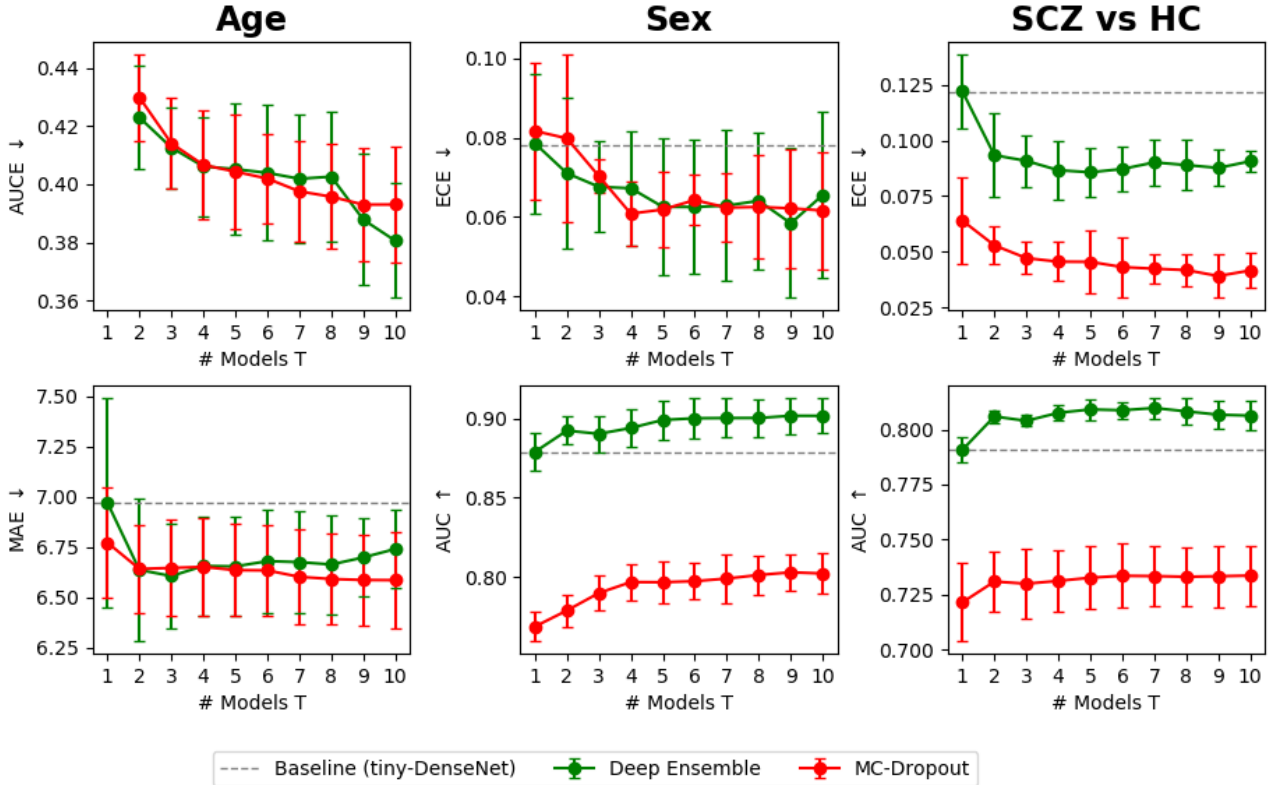 Age
Sex
SCZ vs HC
AUCE ↓
0.44
0.42
0.40
0.38
0.36
1 2 3 4 5 6 7 8 9 10
# Models T
ECE ↓
0.10
0.08
0.06
0.04
1 2 3 4 5 6 7 8 9 10
# Models T
ECE ↓
0.125
0.100
0.075
0.050
0.025
1 2 3 4 5 6 7 8 9 10
# Models T
MAE ↓
7.50
7.25
7.00
6.75
6.50
6.25
1 2 3 4 5 6 7 8 9 10
# Models T
AUC ↑
0.90
0.85
0.80
1 2 3 4 5 6 7 8 9 10
# Models T
AUC ↑
0.800
0.775
0.750
0.725
0.700
1 2 3 4 5 6 7 8 9 10
# Models T
Baseline (tiny-DenseNet)
Deep Ensemble
MC-Dropout